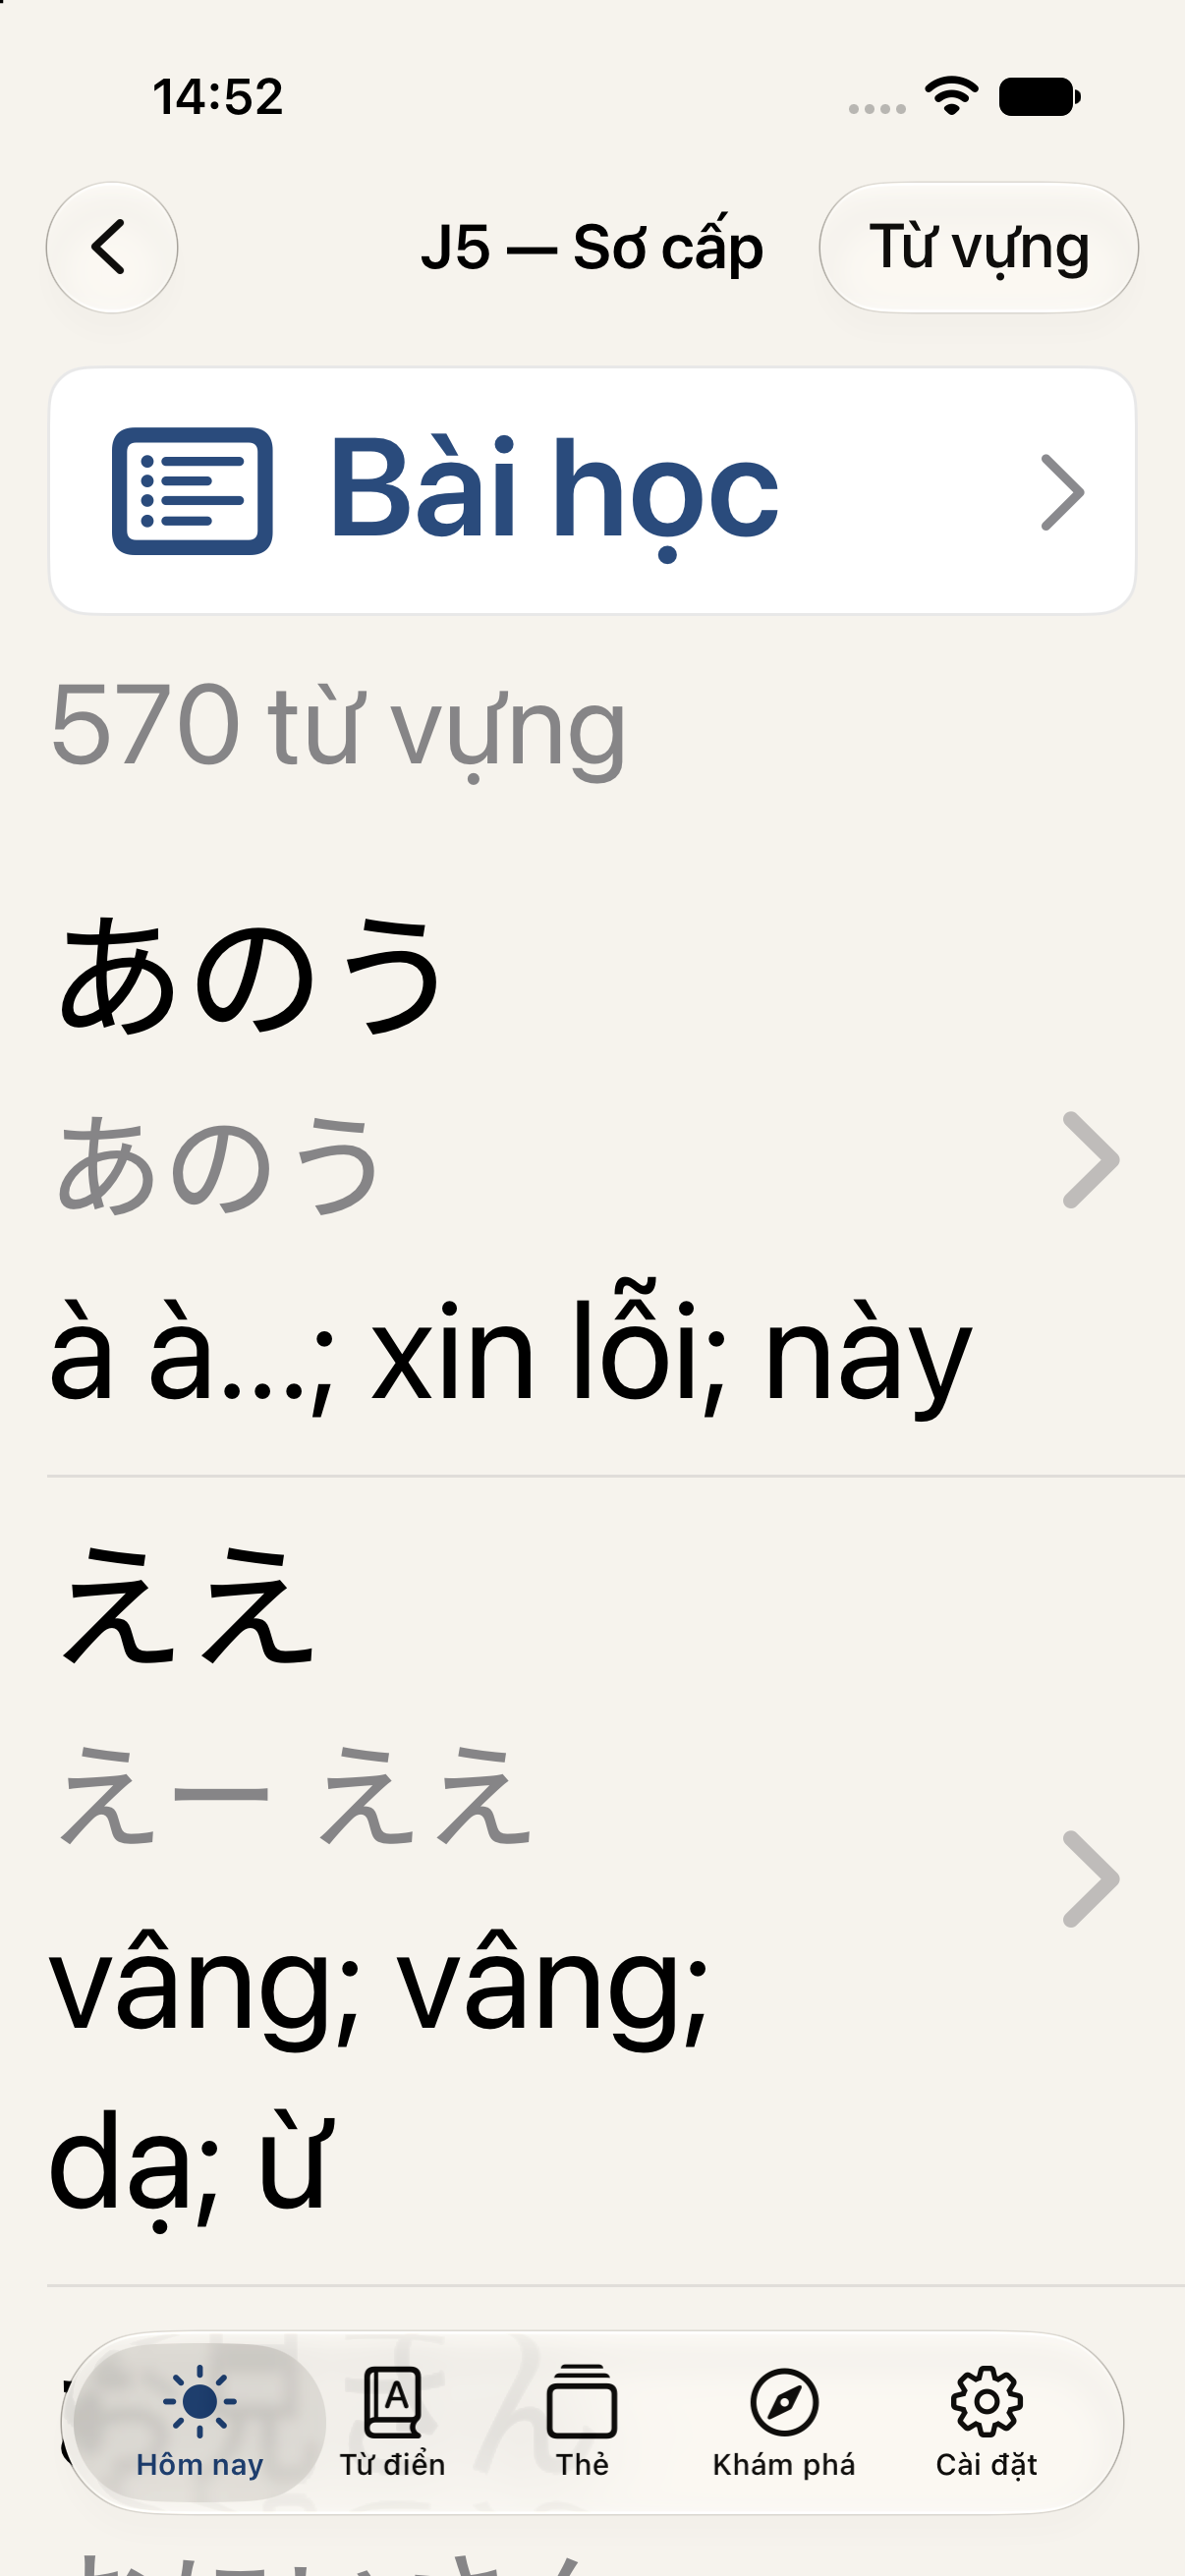 14:52
J5 — Sơ cấp
Từ vựng
Bài học
570 từ vựng
あのう
あのう
à à...; xin lỗi; này
ええ
えー ええ
vâng; vâng;
dạ; ừ
Hôm nay
Từ điển
Thẻ
Khám phá
Cài đặt